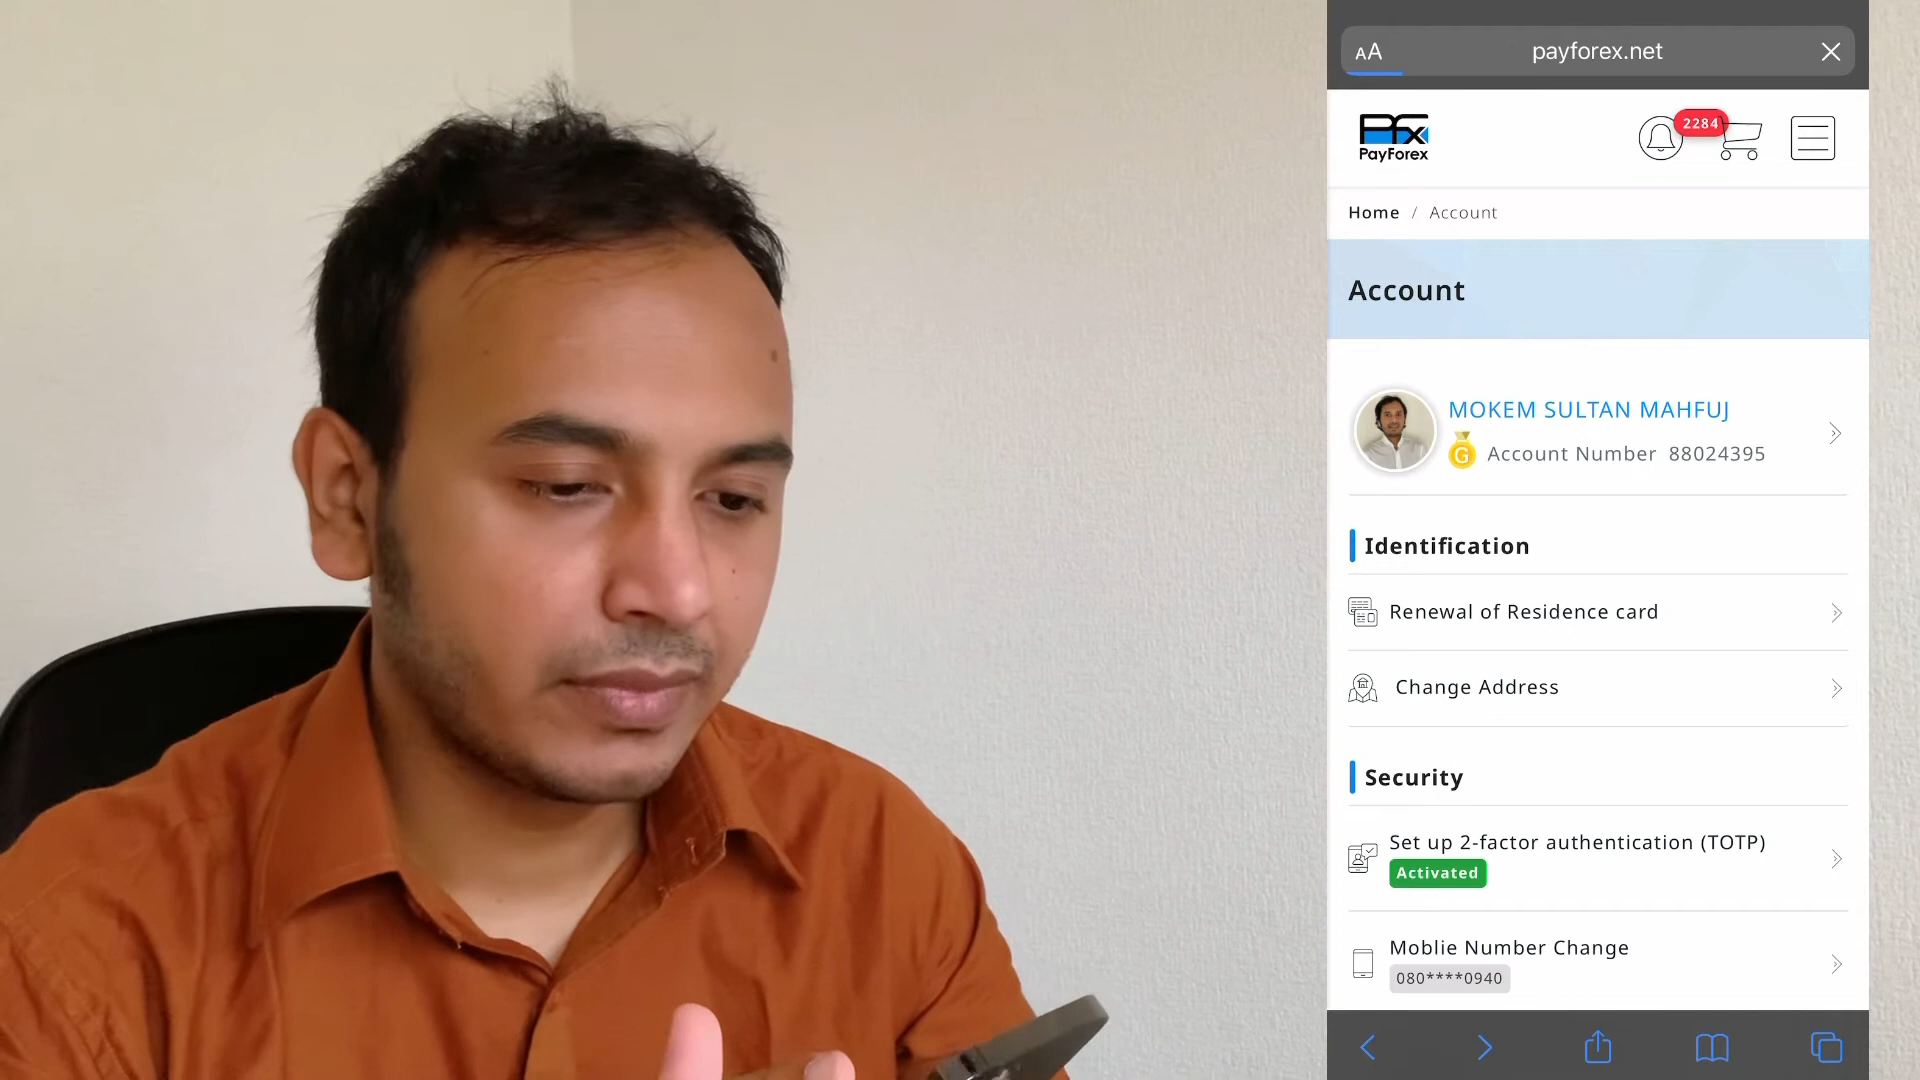 AA payforex.net
PFX
PayForex
2284
Home / Account
Account
MOKEM SULTAN MAHFUJ
G Account Number 88024395
Identification
Renewal of Residence card
Change Address
Security
Set up 2-factor authentication (TOTP)
Activated
Moblie Number Change
080****0940